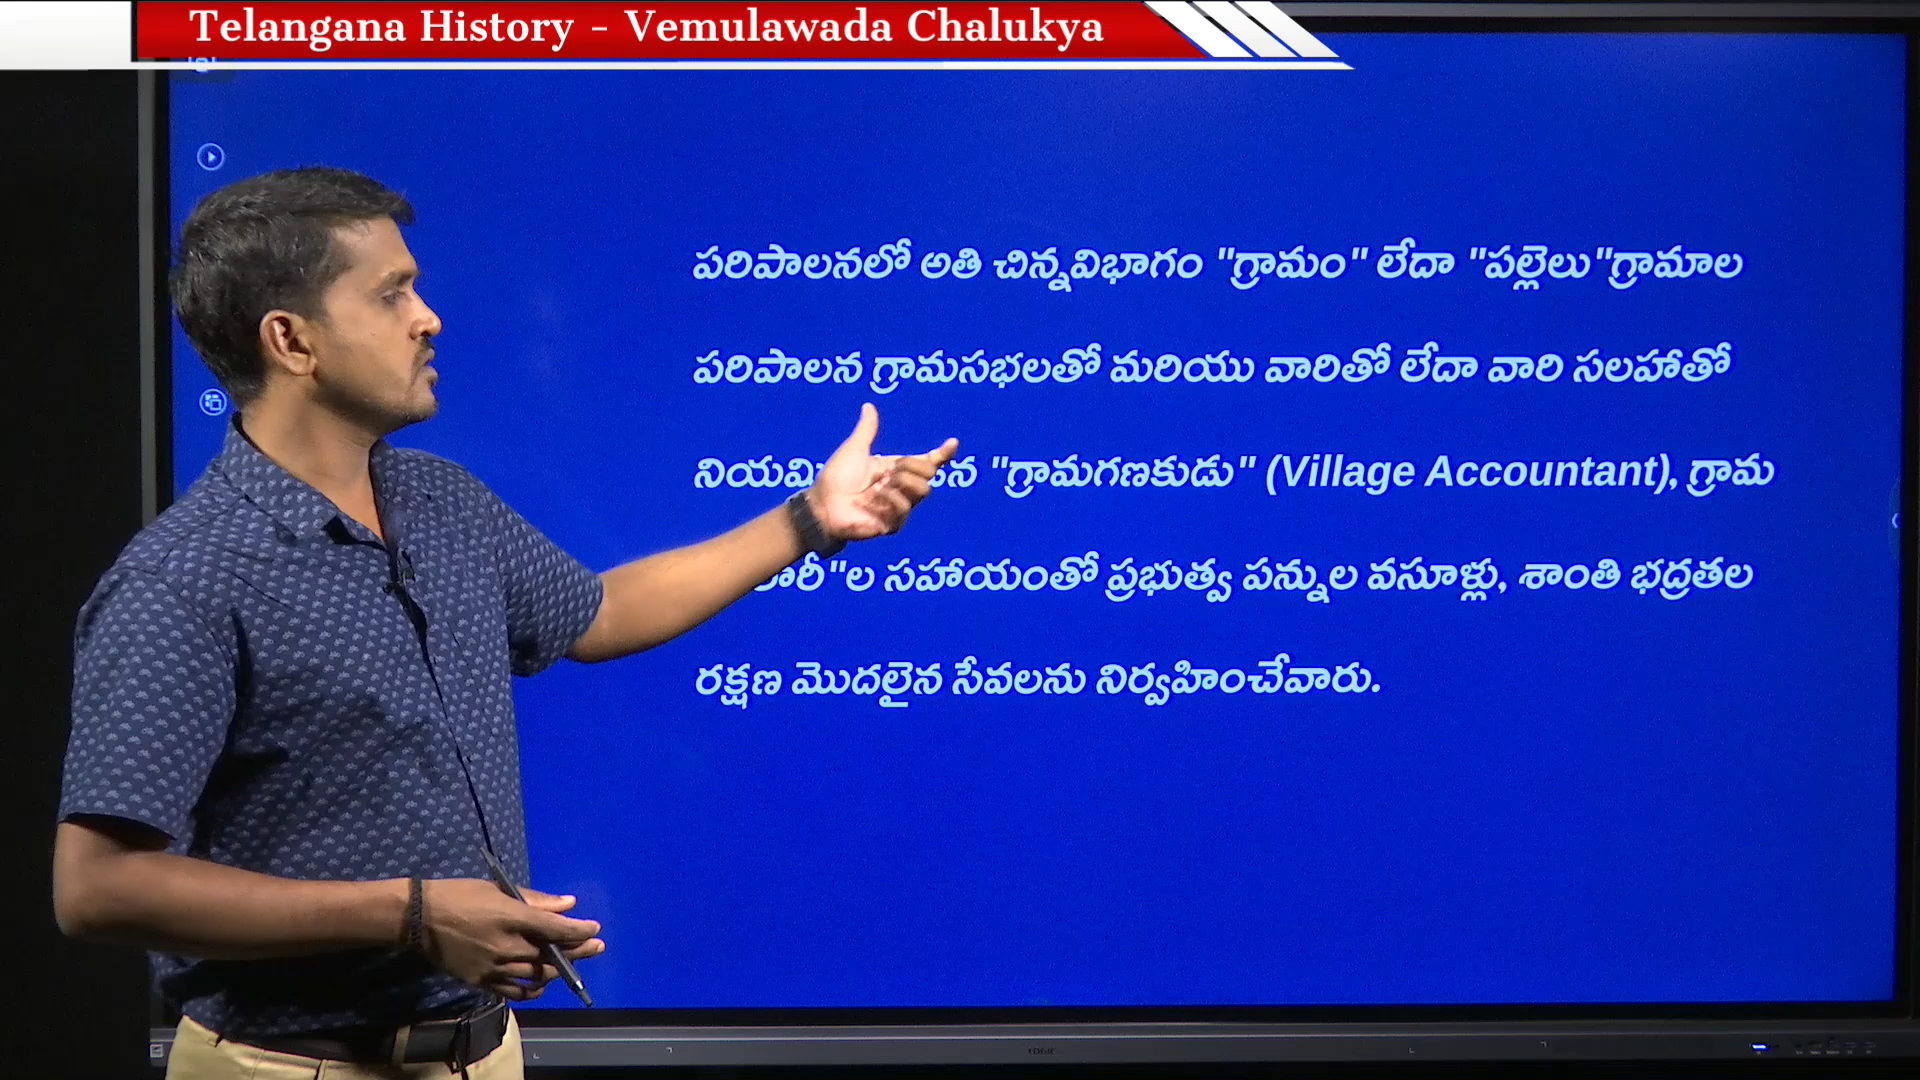 Telangana History - Vemulawada Chalukya
పరిపాలనలో అతి చిన్నవిభాగం "గ్రామం" లేదా "పల్లెలు"గ్రామాల
పరిపాలన గ్రామసభలతో మరియు వారితో లేదా వారి సలహాతో
"గ్రామగణకుడు" (Village Accountant), గ్రామ
సహాయంతో ప్రభుత్వ పన్నుల వసూళ్లు, శాంతి భద్రతల
రక్షణ మొదలైన సేవలను నిర్వహించేవారు.